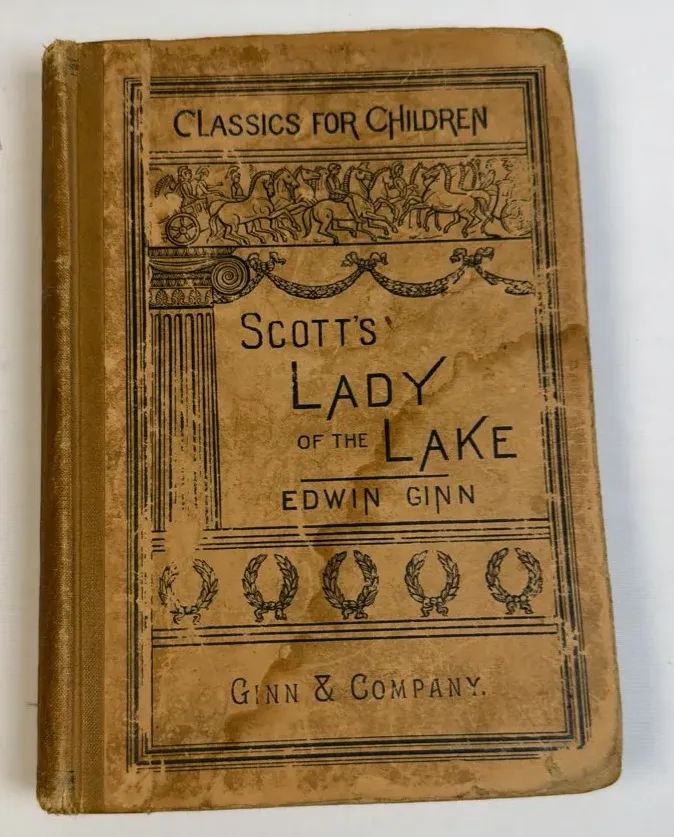 CLASSICS FOR CHILDREN
SCOTT'S
LADY
OF THE LAKE
EDWIN GINN
GINN & COMPANY.